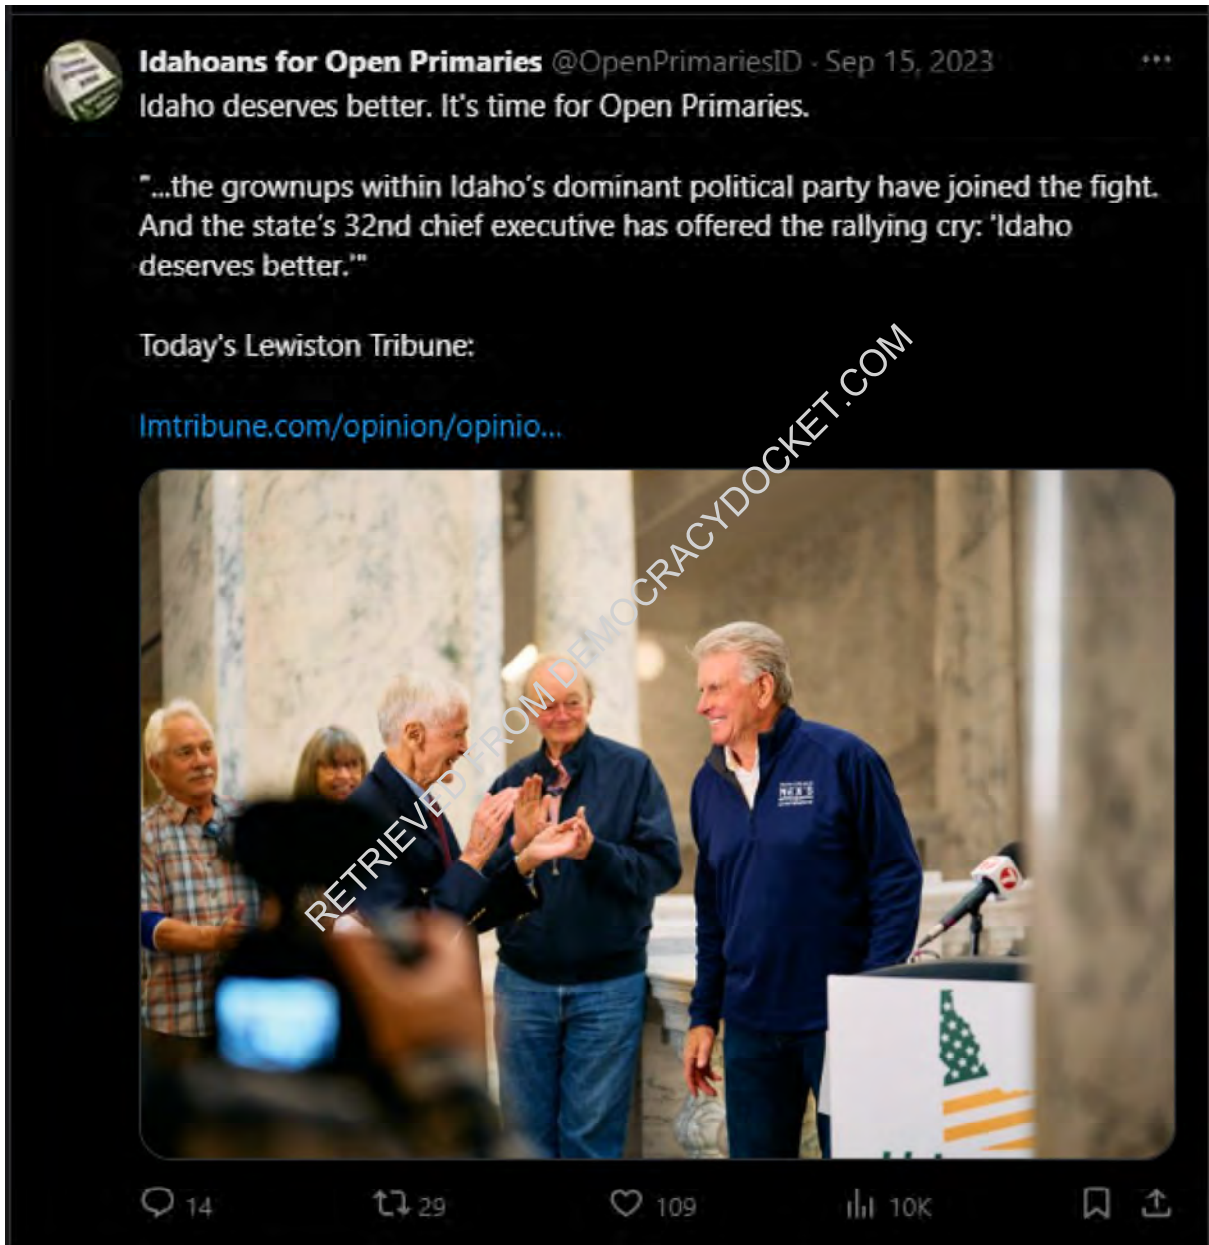 Idahoans for Open Primaries @OpenPrimariesID · Sep 15, 2023
Idaho deserves better. It's time for Open Primaries.
"...the grownups within Idaho's dominant political party have joined the fight.
And the state's 32nd chief executive has offered the rallying cry: 'Idaho
deserves better.'"
Today's Lewiston Tribune:
lmtribune.com/opinion/opinio...
RETRIEVED FROM DEMOCRACYDOCKET.COM
14 29 109 10K